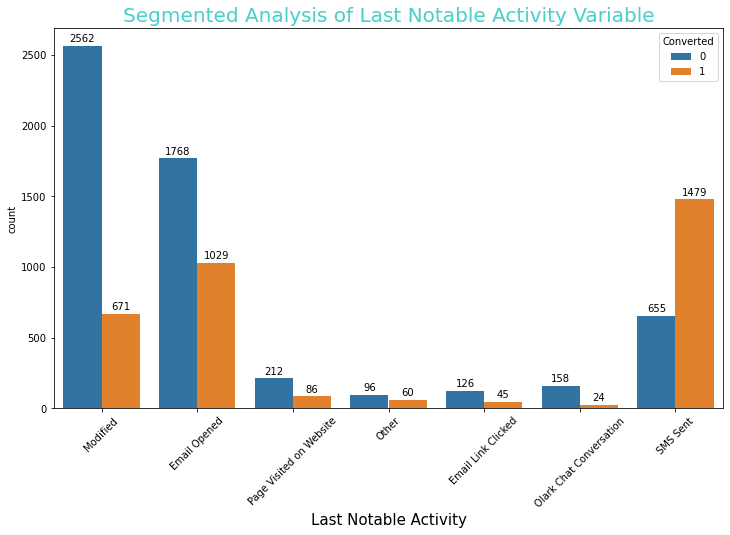 Segmented Analysis of Last Notable Activity Variable
Converted
0
1
count
2500
2000
1500
1000
500
0
2562
671
1768
1029
212
86
96
60
126
45
158
24
655
1479
Modified
Email Opened
Page Visited on Website
Other
Email Link Clicked
Olark Chat Conversation
SMS Sent
Last Notable Activity